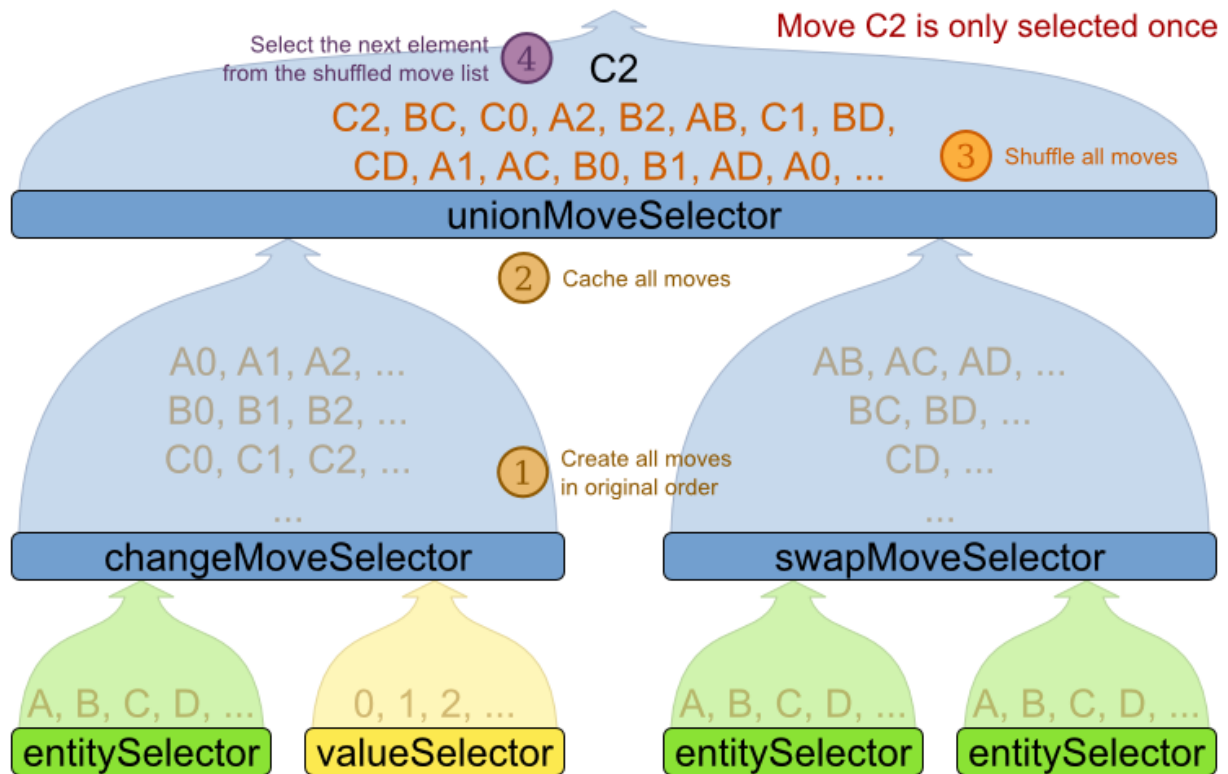 Move C2 is only selected once
Select the next element
from the shuffled move list
4
C2
C2, BC, C0, A2, B2, AB, C1, BD,
CD, A1, AC, B0, B1, AD, A0, ...
3
Shuffle all moves
unionMoveSelector
2
Cache all moves
A0, A1, A2, ...
B0, B1, B2, ...
C0, C1, C2, ...
...
1
Create all moves
in original order
AB, AC, AD, ...
BC, BD, ...
CD, ...
...
changeMoveSelector
swapMoveSelector
A, B, C, D, ...
0, 1, 2, ...
A, B, C, D, ...
A, B, C, D, ...
entitySelector
valueSelector
entitySelector
entitySelector